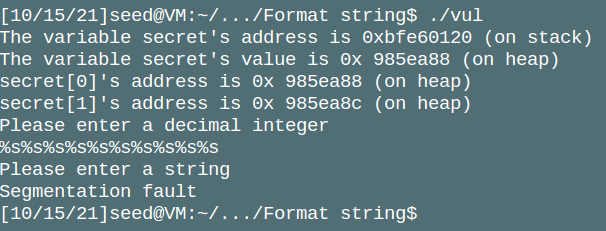 [10/15/21]seed@VM:~/.../Format string$ ./vul
The variable secret's address is 0xbfe60120 (on stack)
The variable secret's value is 0x 985ea88 (on heap)
secret[0]'s address is 0x 985ea88 (on heap)
secret[1]'s address is 0x 985ea8c (on heap)
Please enter a decimal integer
%s%s%s%s%s%s%s%s%s%s
Please enter a string
Segmentation fault
[10/15/21]seed@VM:~/.../Format string$